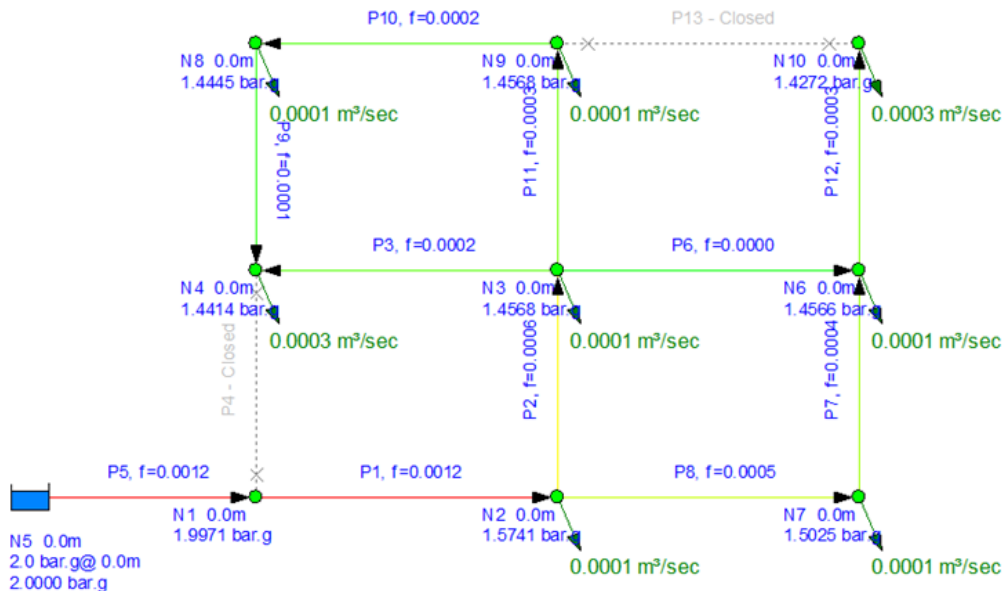 P10, f=0.0002
P13 - Closed
N8 0.0m
1.4445 bar.g
0.0001 m³/sec
N9 0.0m
1.4568 bar.g
0.0001 m³/sec
N10 0.0m
1.4272 bar.g
0.0003 m³/sec
P9, f=0.0001
P11, f=0.0003
P12, f=0.0003
P3, f=0.0002
P6, f=0.0000
N4 0.0m
1.4414 bar.g
0.0003 m³/sec
N3 0.0m
1.4568 bar.g
0.0001 m³/sec
N6 0.0m
1.4566 bar.g
0.0001 m³/sec
P4 - Closed
P2, f=0.0006
P7, f=0.0004
P5, f=0.0012
P1, f=0.0012
P8, f=0.0005
N5 0.0m
2.0 bar.g@ 0.0m
2.0000 bar.g
N1 0.0m
1.9971 bar.g
N2 0.0m
1.5741 bar.g
0.0001 m³/sec
N7 0.0m
1.5025 bar.g
0.0001 m³/sec